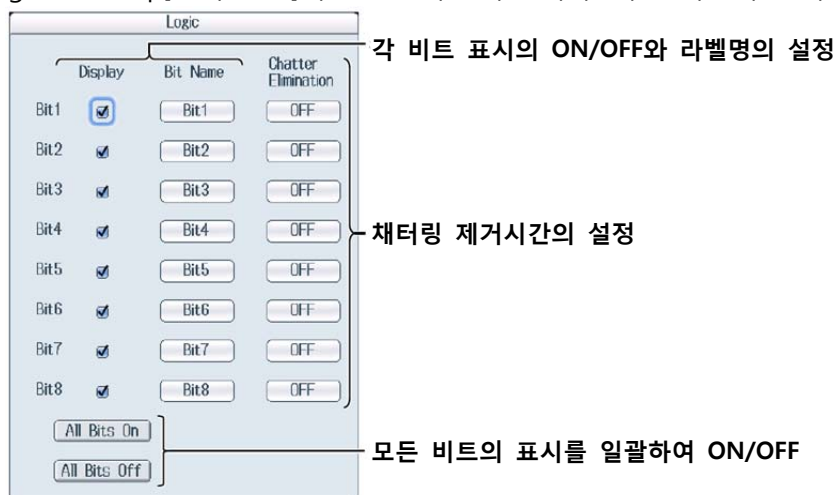 Logic
각 비트 표시의 ON/OFF와 라벨명의 설정
Display Bit Name Chatter Elimination
Bit1 Bit1 OFF
Bit2 Bit2 OFF
Bit3 Bit3 OFF
Bit4 Bit4 OFF
채터링 제거시간의 설정
Bit5 Bit5 OFF
Bit6 Bit6 OFF
Bit7 Bit7 OFF
Bit8 Bit8 OFF
All Bits On
모든 비트의 표시를 일괄하여 ON/OFF
All Bits Off